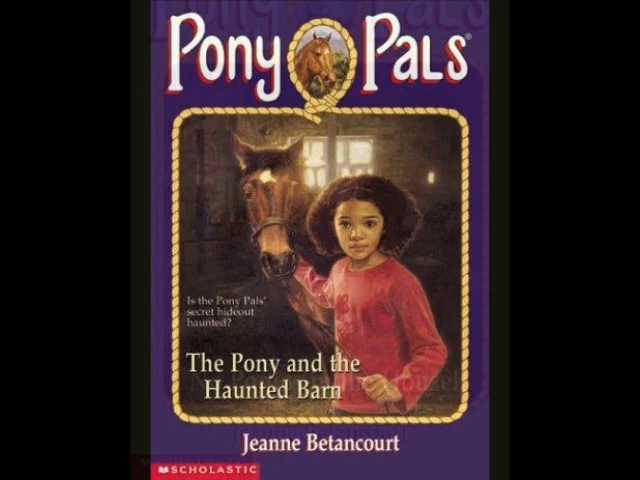 Pony Pals®
Is the Pony Pals'
secret hideout
haunted?
The Pony and the
Haunted Barn
Jeanne Betancourt
SCHOLASTIC